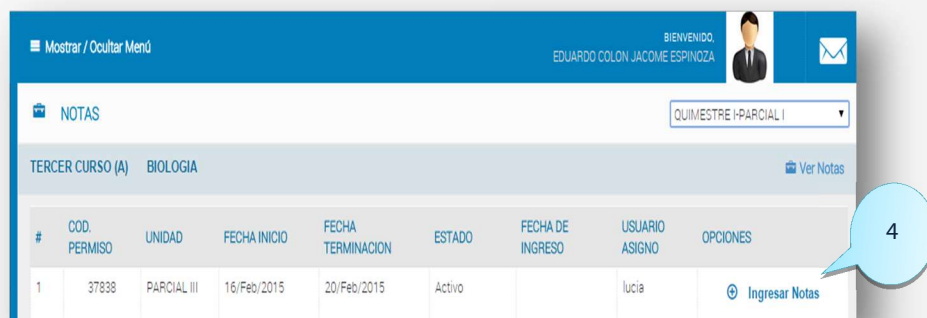 Mostrar / Ocultar Menú
BIENVENIDO,
EDUARDO COLON JACOME ESPINOZA
NOTAS
QUIMESTRE I-PARCIAL I
TERCER CURSO (A) BIOLOGIA
Ver Notas
# COD. PERMISO UNIDAD FECHA INICIO FECHA TERMINACION ESTADO FECHA DE INGRESO USUARIO ASIGNO OPCIONES
1 37838 PARCIAL III 16/Feb/2015 20/Feb/2015 Activo lucia Ingresar Notas
4